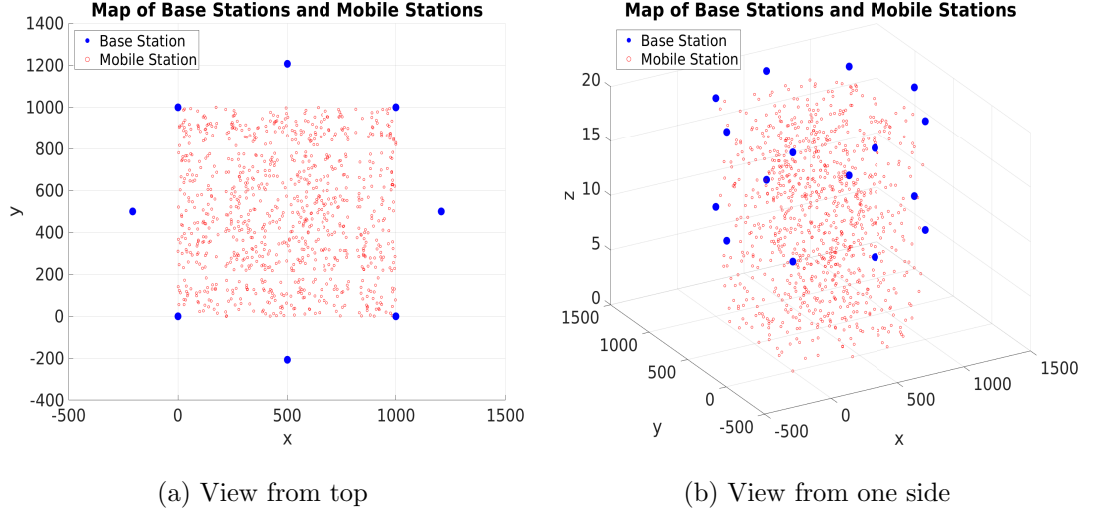 Map of Base Stations and Mobile Stations
Base Station
Mobile Station
1400
1200
1000
800
600
400
200
0
-200
-400
y
-500
0
500
1000
1500
x
(a) View from top
Map of Base Stations and Mobile Stations
Base Station
Mobile Station
20
15
10
5
0
z
1500
1000
500
0
-500
y
-500
0
500
1000
1500
x
(b) View from one side